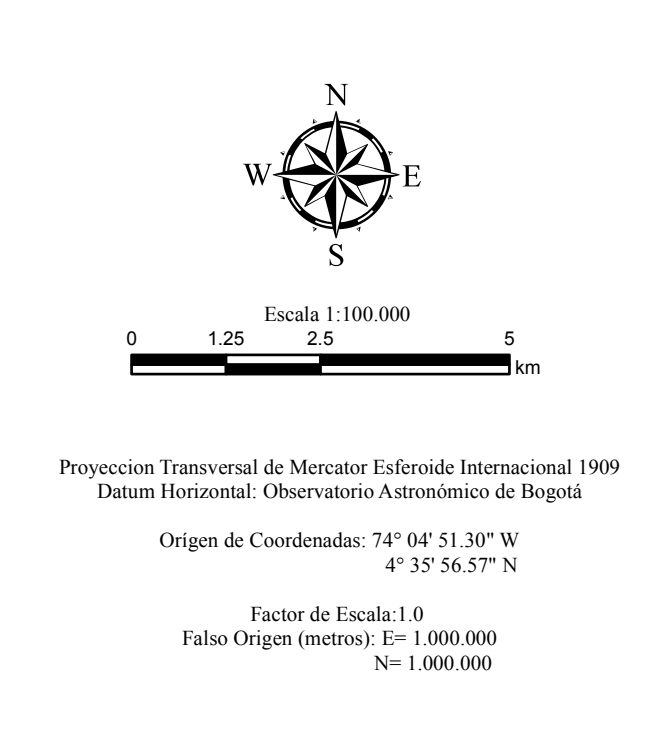 N
W E
S
Escala 1:100.000
0 1.25 2.5 5
km
Proyeccion Transversal de Mercator Esferoide Internacional 1909
Datum Horizontal: Observatorio Astronómico de Bogotá
Orígen de Coordenadas: 74° 04' 51.30" W
4° 35' 56.57" N
Factor de Escala:1.0
Falso Origen (metros): E= 1.000.000
N= 1.000.000